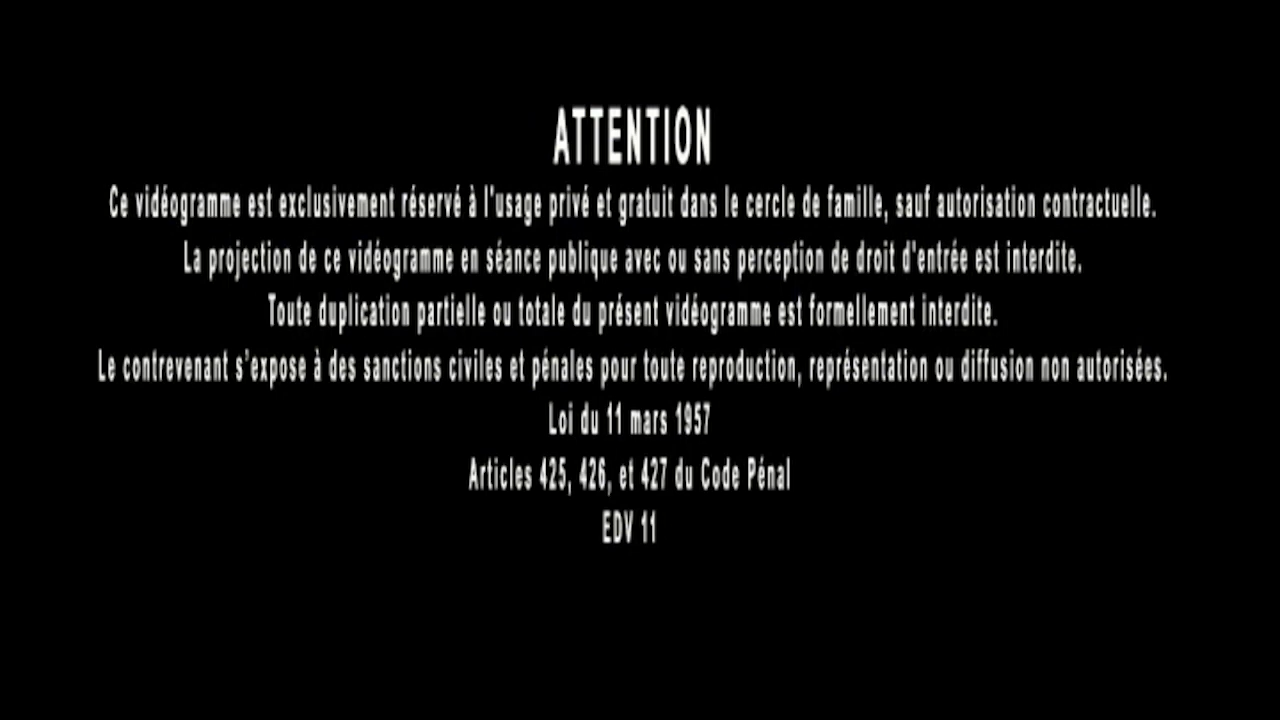 ATTENTION
Ce vidéogramme est exclusivement réservé à l'usage privé et gratuit dans le cercle de famille, sauf autorisation contractuelle.
La projection de ce vidéogramme en séance publique avec ou sans perception de droit d'entrée est interdite.
Toute duplication partielle ou totale du présent vidéogramme est formellement interdite.
Le contrevenant s'expose à des sanctions civiles et pénales pour toute reproduction, représentation ou diffusion non autorisées.
Loi du 11 mars 1957
Articles 425, 426, et 427 du Code Pénal
EDV 11